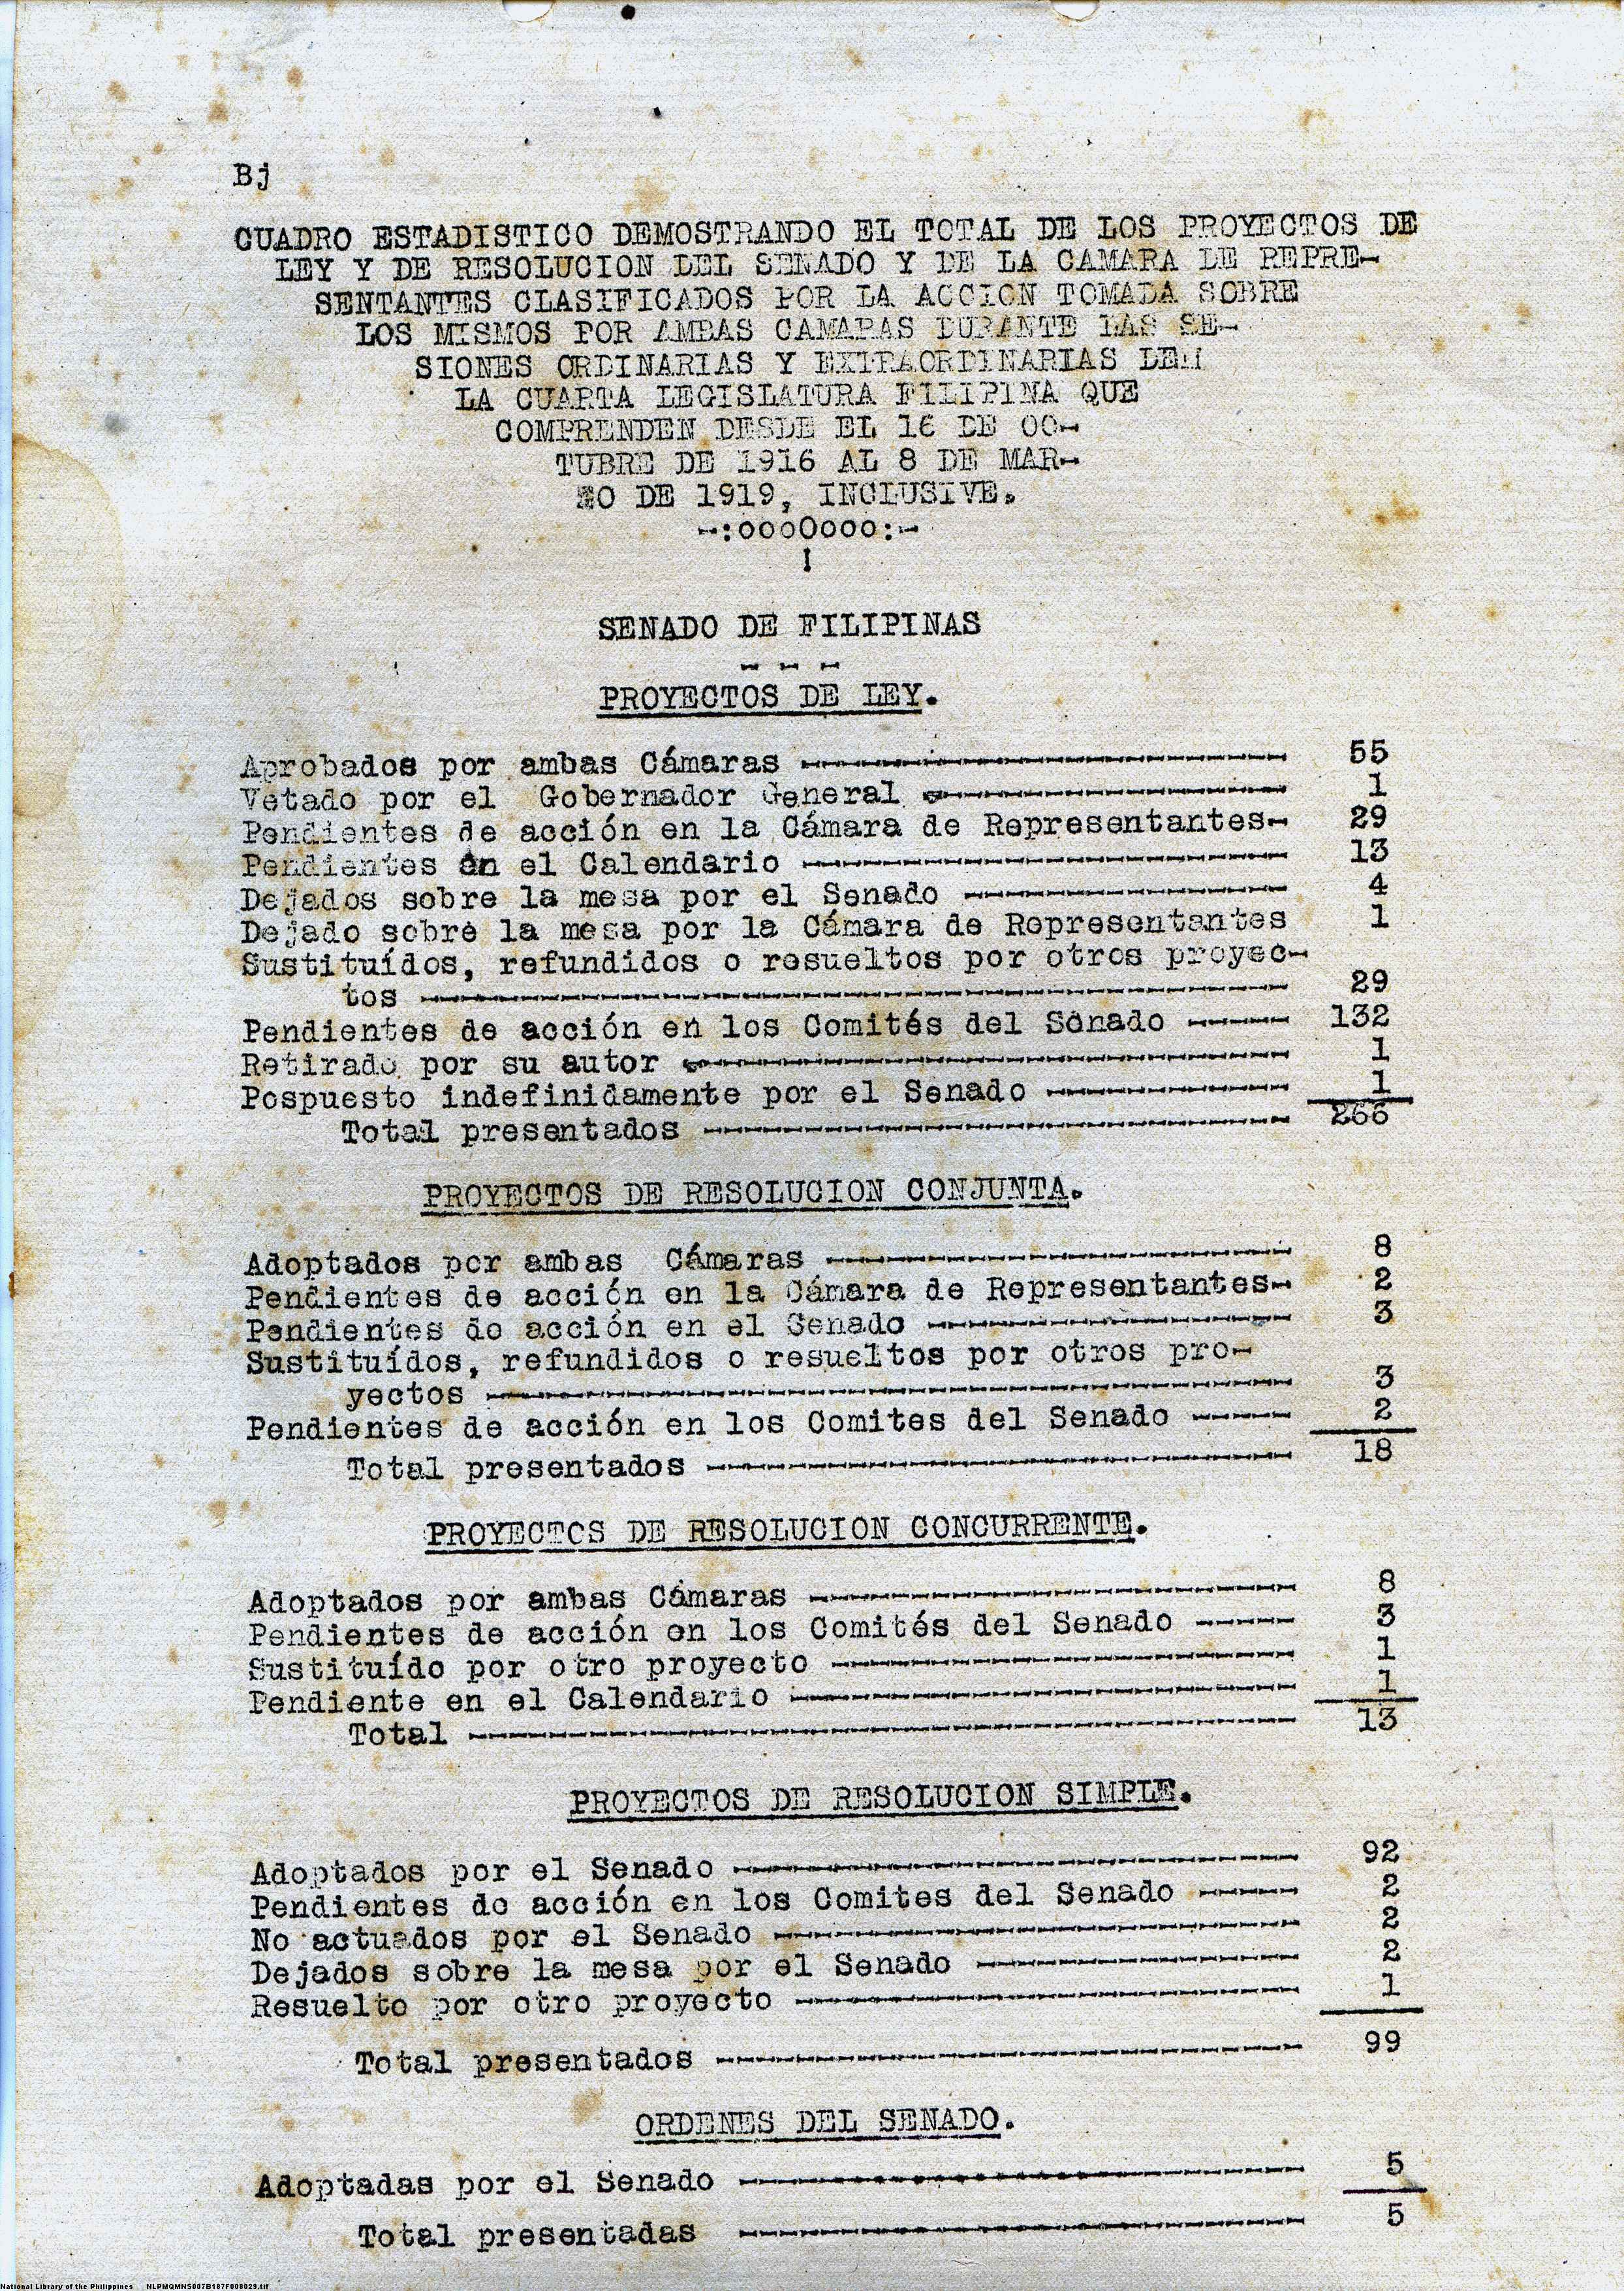 Bj
CUADRO ESTADISTICO DEMOSTRANDO EL TOTAL DE LOS PROYECTOS DE
LEY Y DE RESOLUCION DEL SENADO Y DE LA CAMARA DE REPRE-
SENTANTES CLASIFICADOS POR LA ACCION TOMADA SOBRE
LOS MISMOS POR AMBAS CAMARAS DURANTE LAS SE-
SIONES ORDINARIAS Y EXTRAORDINARIAS DE
LA CUARTA LEGISLATURA FILIPINA QUE
COMPRENDEN DESDE EL 16 DE OC-
TUBRE DE 1916 AL 8 DE MAR-
ZO DE 1919, INCLUSIVE.
-:ooo0ooo:-
I
SENADO DE FILIPINAS
- - -
PROYECTOS DE LEY.
Aprobados por ambas Cámaras ------------------------ 55
Vetado por el Gobernador General ------------------ 1
Pendientes de acción en la Cámara de Representantes- 29
Pendientes en el Calendario ------------------------ 13
Dejados sobre la mesa por el Senado ---------------- 4
Dejado sobre la mesa por la Cámara de Representantes 1
Sustituídos, refundidos o resueltos por otros proyec-
tos ------------------------------------------- 29
Pendientes de acción en los Comités del Senado ----- 132
Retirado por su autor ------------------------------ 1
Pospuesto indefinidamente por el Senado ------------ 1
Total presentados ----------------------------- 266
PROYECTOS DE RESOLUCION CONJUNTA.
Adoptados por ambas Cámaras ----------------------- 8
Pendientes de acción en la Cámara de Representantes- 2
Pendientes de acción en el Senado ------------------ 3
Sustituídos, refundidos o resueltos por otros pro-
yectos ---------------------------------------- 3
Pendientes de acción en los Comites del Senado ----- 2
Total presentados ----------------------------- 18
PROYECTOS DE RESOLUCION CONCURRENTE.
Adoptados por ambas Cámaras ------------------------ 8
Pendientes de acción en los Comités del Senado ----- 3
Sustituído por otro proyecto ----------------------- 1
Pendiente en el Calendario ------------------------- 1
Total ----------------------------------------- 13
PROYECTOS DE RESOLUCION SIMPLE.
Adoptados por el Senado ---------------------------- 92
Pendientes de acción en los Comites del Senado ----- 2
No actuados por el Senado -------------------------- 2
Dejados sobre la mesa por el Senado ---------------- 2
Resuelto por otro proyecto ------------------------- 1
Total presentados ----------------------------- 99
ORDENES DEL SENADO.
Adoptadas por el Senado ---------------------------- 5
Total presentadas ---------------------------- 5
National Library of the Philippines NLPMQMNS007B187F008029.tif